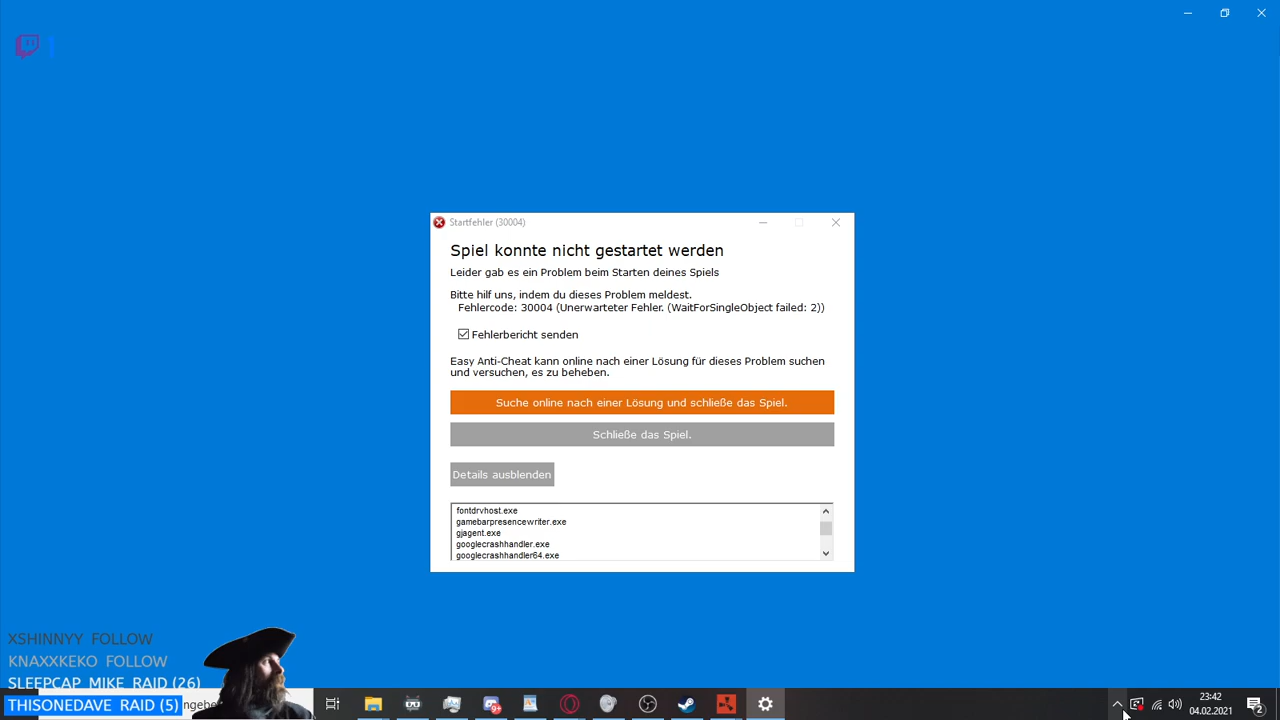 Startfehler (30004)
Spiel konnte nicht gestartet werden
Leider gab es ein Problem beim Starten deines Spiels
Bitte hilf uns, indem du dieses Problem meldest.
Fehlercode: 30004 (Unerwarteter Fehler. (WaitForSingleObject failed: 2))
Fehlerbericht senden
Easy Anti-Cheat kann online nach einer Lösung für dieses Problem suchen
und versuchen, es zu beheben.
Suche online nach einer Lösung und schließe das Spiel.
Schließe das Spiel.
Details ausblenden
fontdrvhost.exe
gamebarpresencewriter.exe
gjagent.exe
googlecrashhandler.exe
googlecrashhandler64.exe
XSHINNYY FOLLOW
KNAXXKEKO FOLLOW
SLEEPCAP_MIKE RAID (26)
THISONEDAVE RAID (5)
9+
23:42
04.02.2021
2